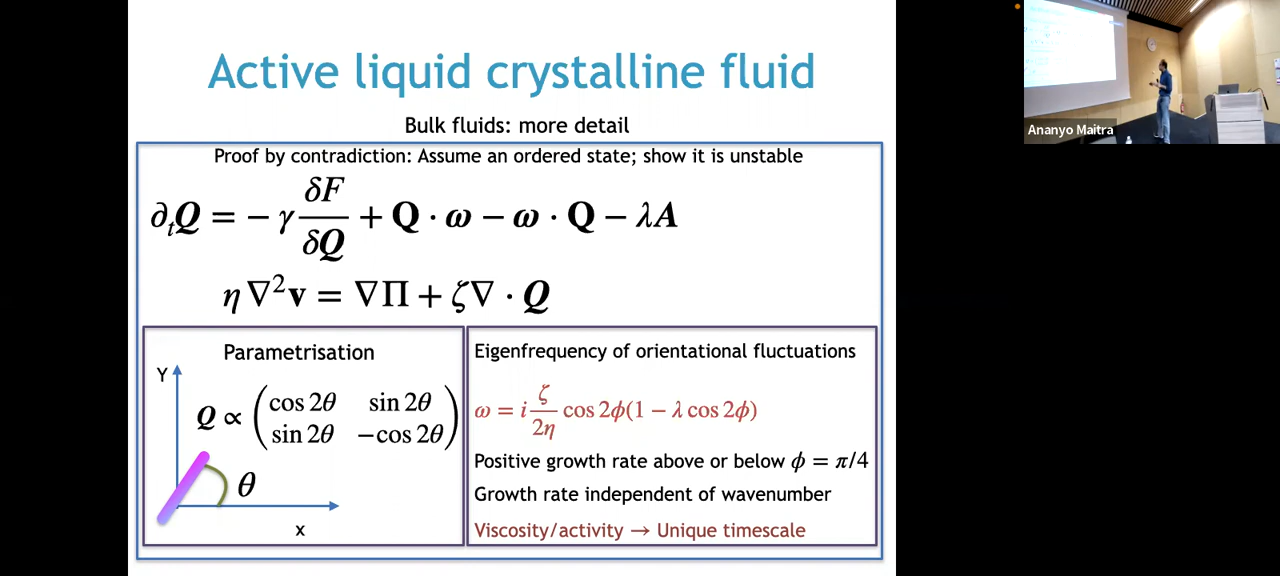 Active liquid crystalline fluid
Bulk fluids: more detail
Proof by contradiction: Assume an ordered state; show it is unstable
∂ₜQ = − γ δF/δQ + Q · ω − ω · Q − λA
η∇²v = ∇Π + ζ∇ · Q
Parametrisation
Y
Q ∝ (cos 2θ sin 2θ
sin 2θ −cos 2θ)
θ
x
Eigenfrequency of orientational fluctuations
ω = i ζ/2η cos 2ϕ(1 − λ cos 2ϕ)
Positive growth rate above or below ϕ = π/4
Growth rate independent of wavenumber
Viscosity/activity → Unique timescale
Ananyo Maitra